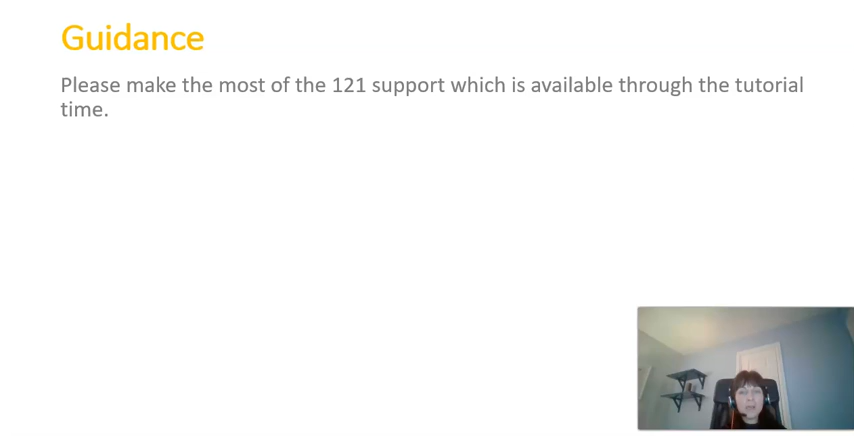 Guidance
Please make the most of the 121 support which is available through the tutorial
time.